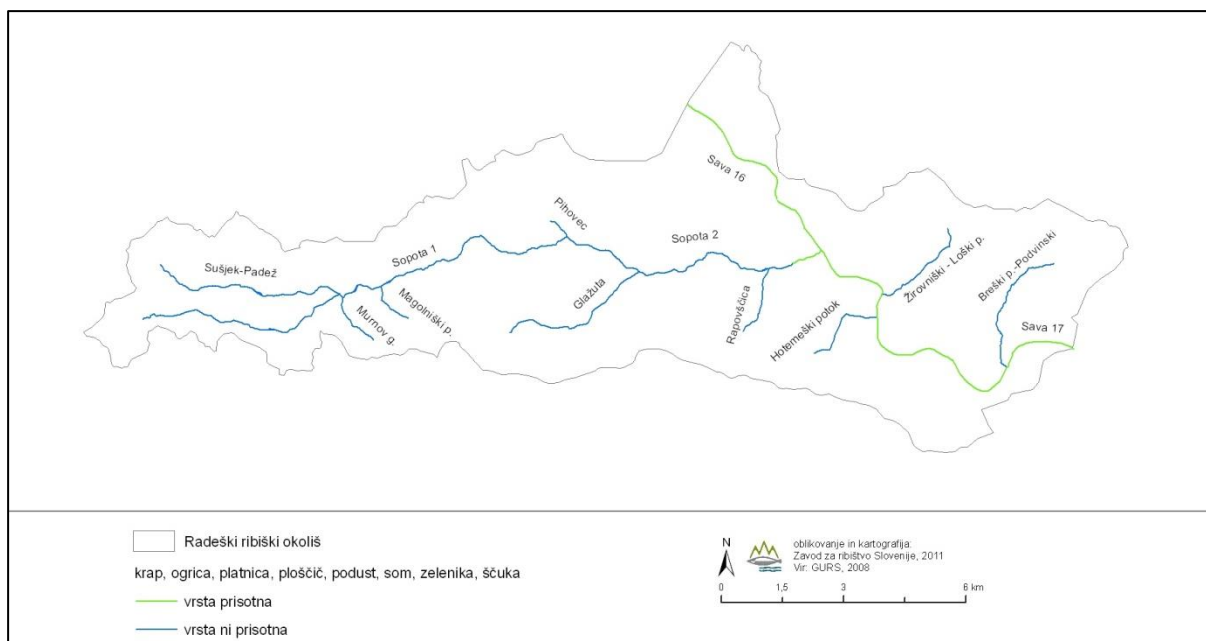 Sava 16
Pihovec
Sopota 2
Sopota 1
Sušjek-Padež
Žirovniški - Loški p.
Breški p.-Podvinski
Glažuta
Magolniški p.
Murnov g.
Rapovščica
Hotemeški potok
Sava 17
Radeški ribiški okoliš
krap, ogrica, platnica, ploščič, podust, som, zelenika, ščuka
vrsta prisotna
vrsta ni prisotna
N
oblikovanje in kartografija:
Zavod za ribištvo Slovenije, 2011
Vir: GURS, 2008
0 1,5 3 6 km